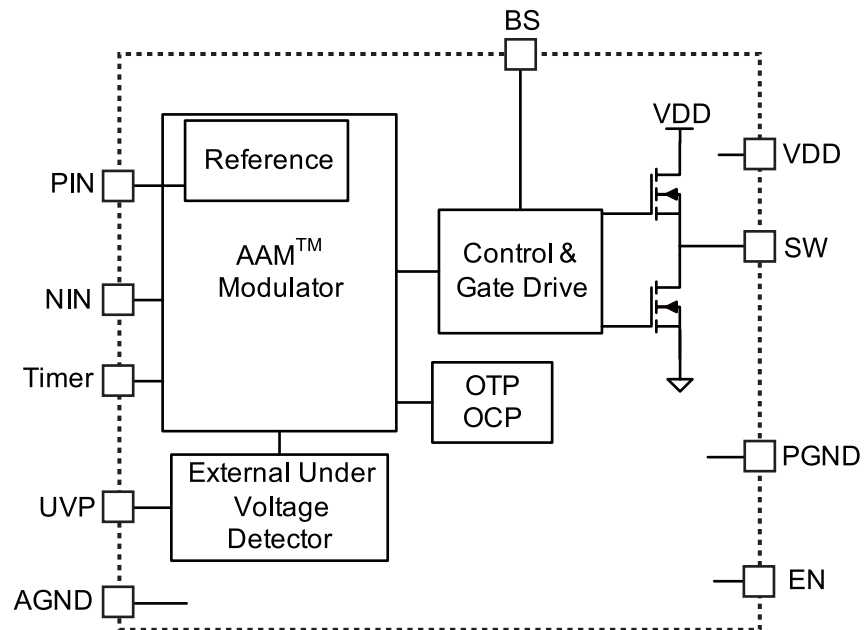 BS
VDD
VDD
Reference
PIN
SW
AAM™
Modulator
Control &
Gate Drive
NIN
Timer
OTP
OCP
PGND
External Under
Voltage
Detector
UVP
EN
AGND